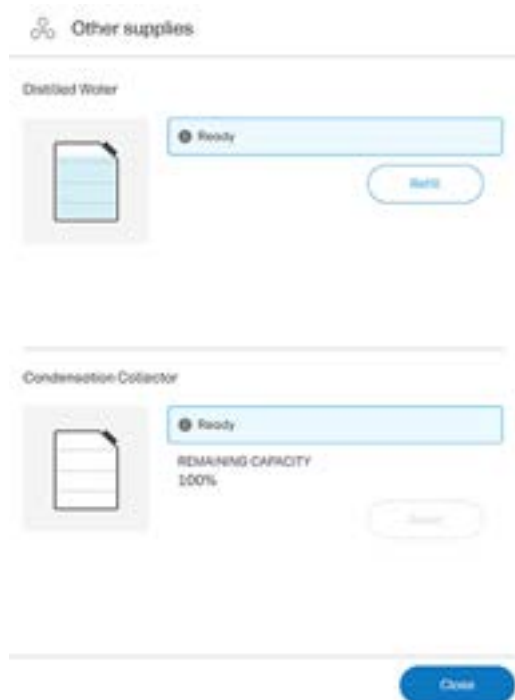 Other supplies
Distilled Water
Ready
Refill
Condensation Collector
Ready
REMAINING CAPACITY
100%
Close